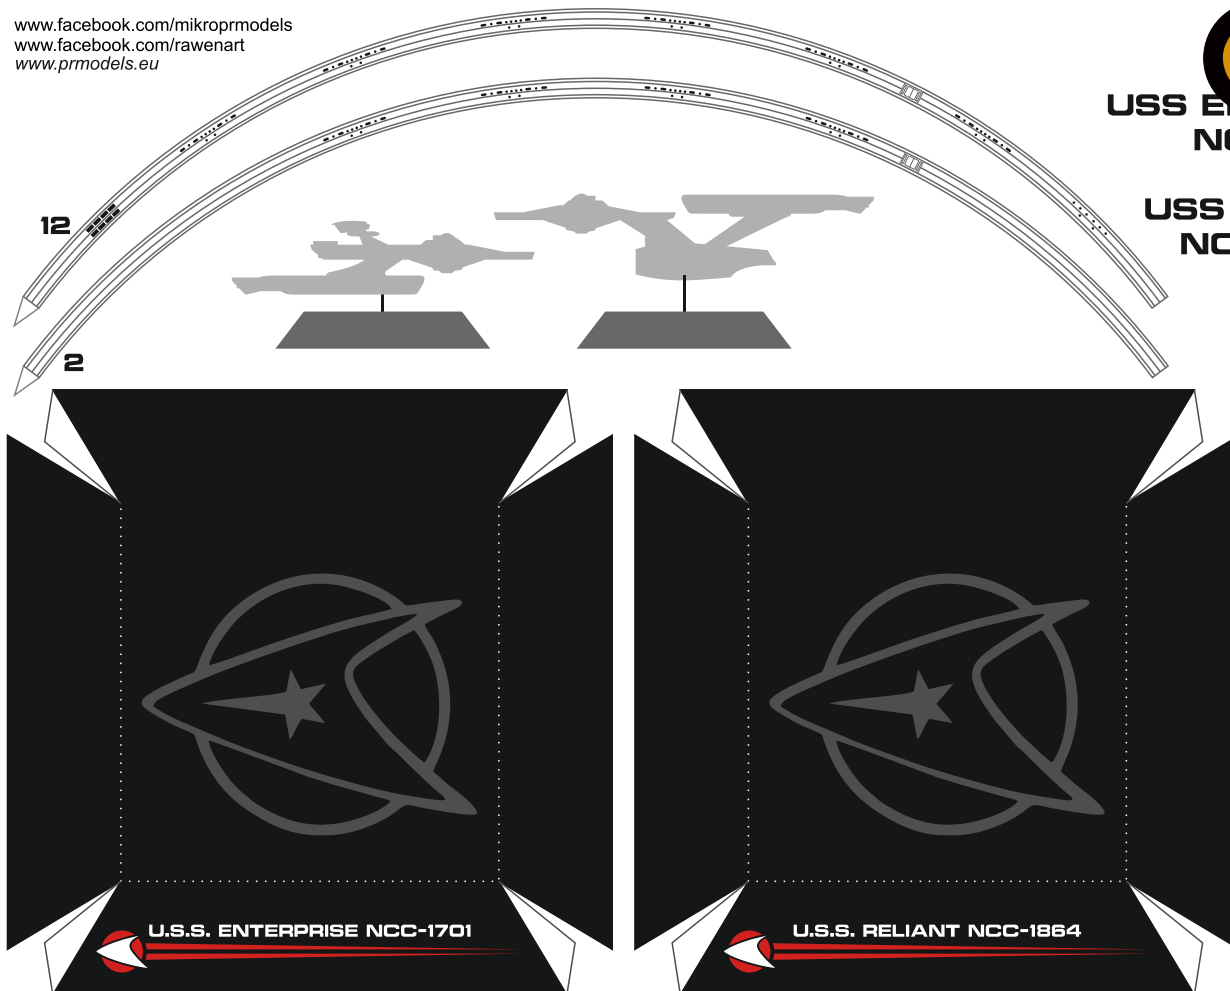 www.facebook.com/mikroprmodels
www.facebook.com/rawenart
www.prmodels.eu
USS
USS
12
2
U.S.S. ENTERPRISE NCC-1701
U.S.S. RELIANT NCC-1864